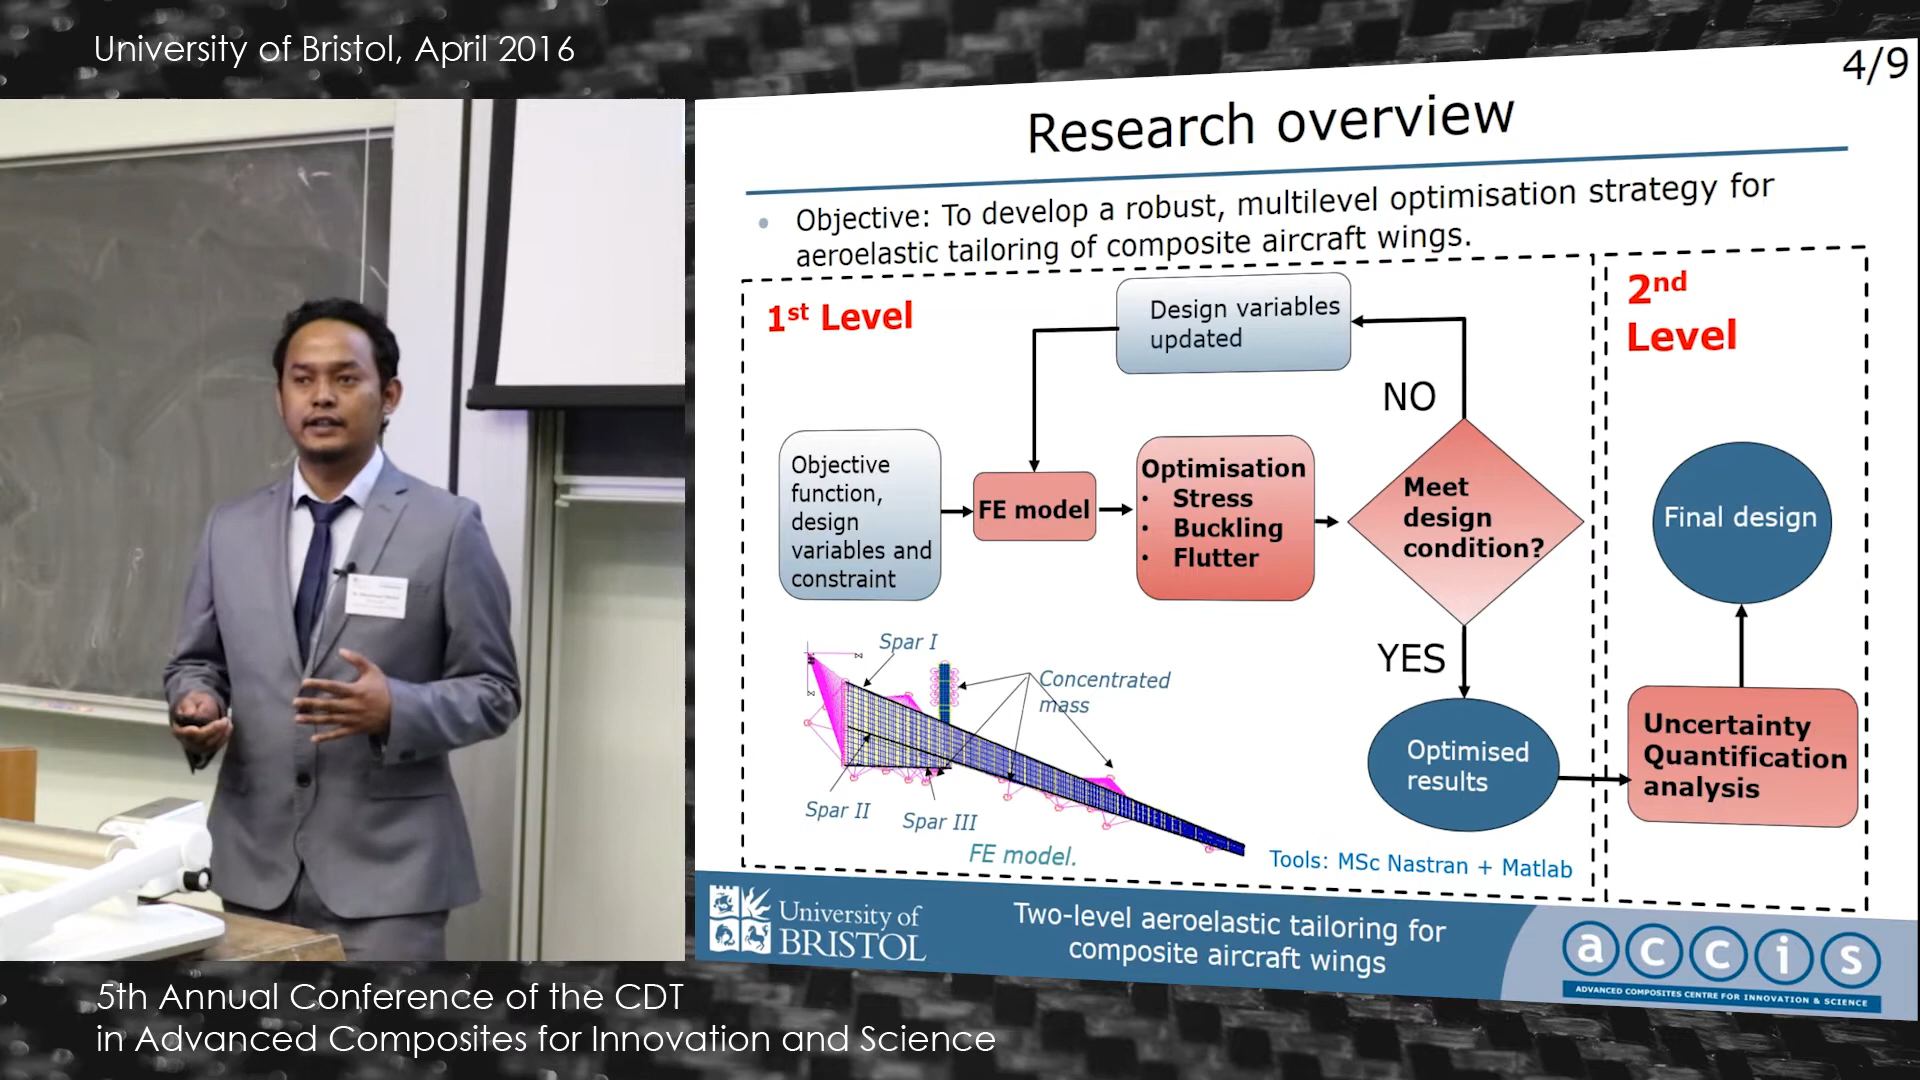 University of Bristol, April 2016
4/9
Research overview
• Objective: To develop a robust, multilevel optimisation strategy for
aeroelastic tailoring of composite aircraft wings.
1st Level
2nd
Level
Design variables
updated
NO
Objective
function,
design
variables and
constraint
FE model
Optimisation
• Stress
• Buckling
• Flutter
Meet
design
condition?
Final design
YES
Spar I
Concentrated
mass
Spar II
Spar III
FE model.
Optimised
results
Uncertainty
Quantification
analysis
Tools: MSc Nastran + Matlab
University of
BRISTOL
Two-level aeroelastic tailoring for
composite aircraft wings
accis
ADVANCED COMPOSITES CENTRE FOR INNOVATION & SCIENCE
5th Annual Conference of the CDT
in Advanced Composites for Innovation and Science